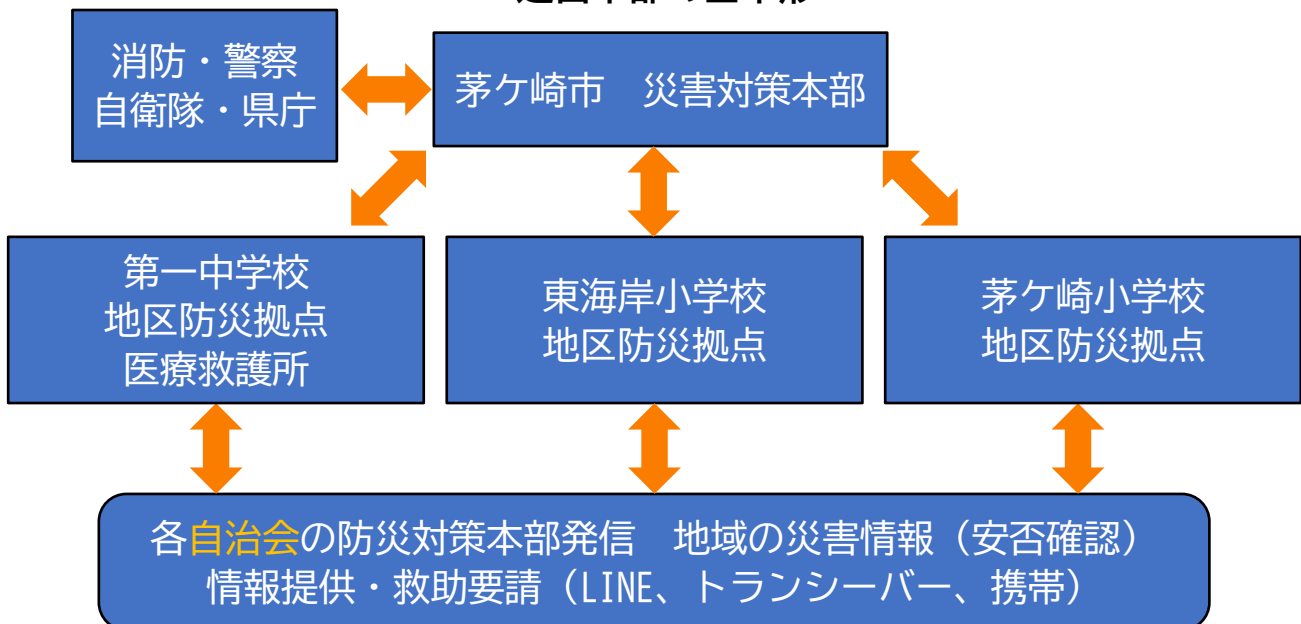 消防・警察
自衛隊・県庁
茅ケ崎市　災害対策本部
第一中学校
地区防災拠点
医療救護所
東海岸小学校
地区防災拠点
茅ケ崎小学校
地区防災拠点
各自治会の防災対策本部発信　地域の災害情報（安否確認）
情報提供・救助要請（LINE、トランシーバー、携帯）